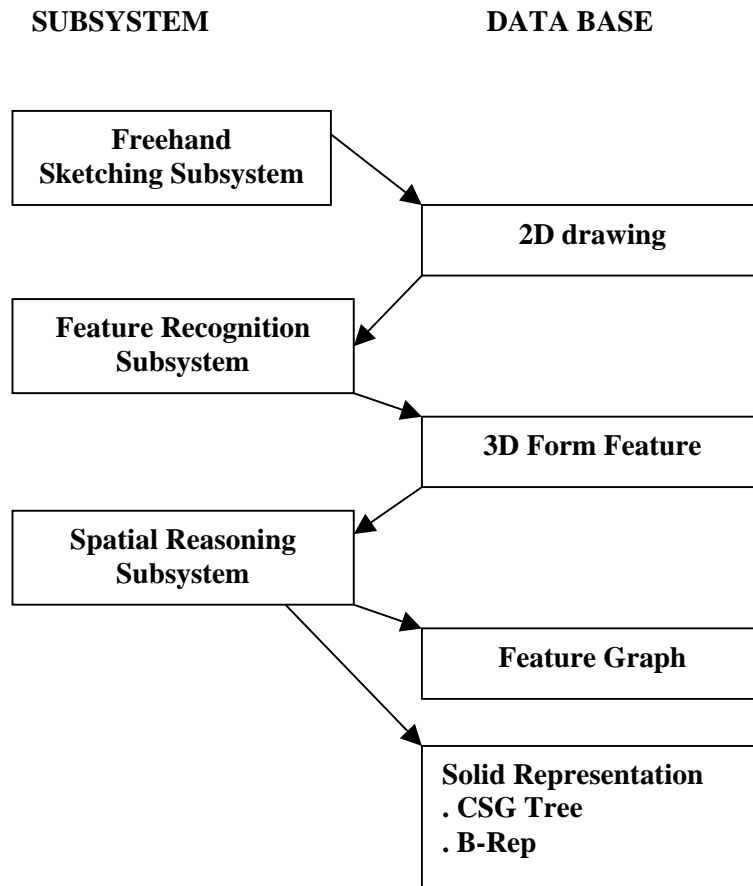 SUBSYSTEM
DATA BASE
Freehand
Sketching Subsystem
2D drawing
Feature Recognition
Subsystem
3D Form Feature
Spatial Reasoning
Subsystem
Feature Graph
Solid Representation
. CSG Tree
. B-Rep